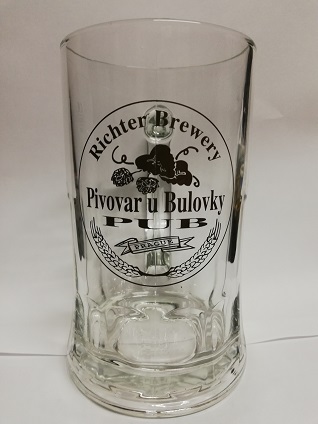 Richter Brewery
Pivovar u Bulovky
PUB
PRAGUE